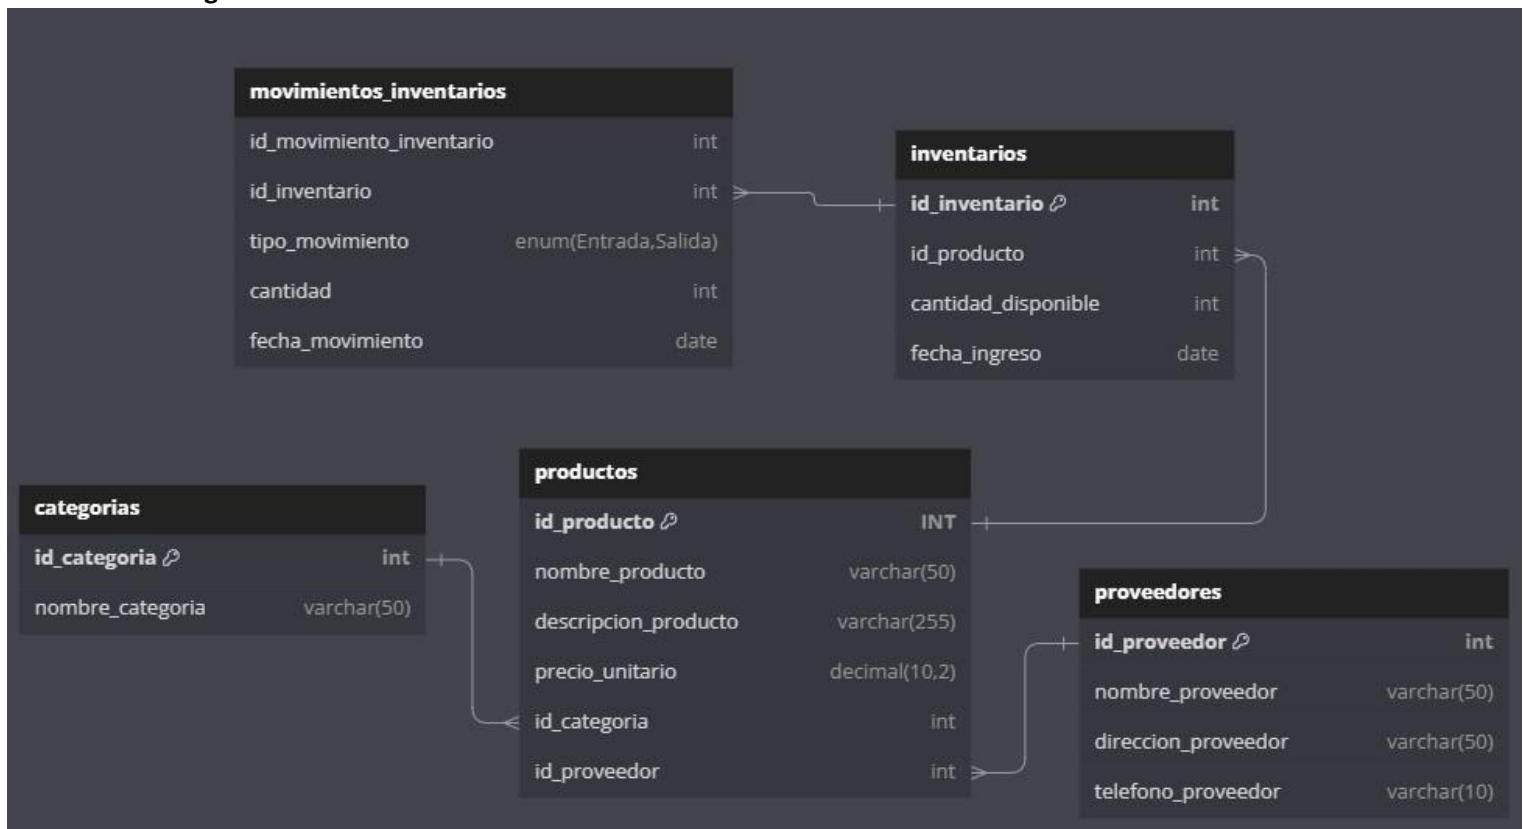 movimientos_inventarios
id_movimiento_inventario int
id_inventario int
tipo_movimiento enum(Entrada,Salida)
cantidad int
fecha_movimiento date
inventarios
id_inventario int
id_producto int
cantidad_disponible int
fecha_ingreso date
categorias
id_categoria int
nombre_categoria varchar(50)
productos
id_producto INT
nombre_producto varchar(50)
descripcion_producto varchar(255)
precio_unitario decimal(10,2)
id_categoria int
id_proveedor int
proveedores
id_proveedor int
nombre_proveedor varchar(50)
direccion_proveedor varchar(50)
telefono_proveedor varchar(10)